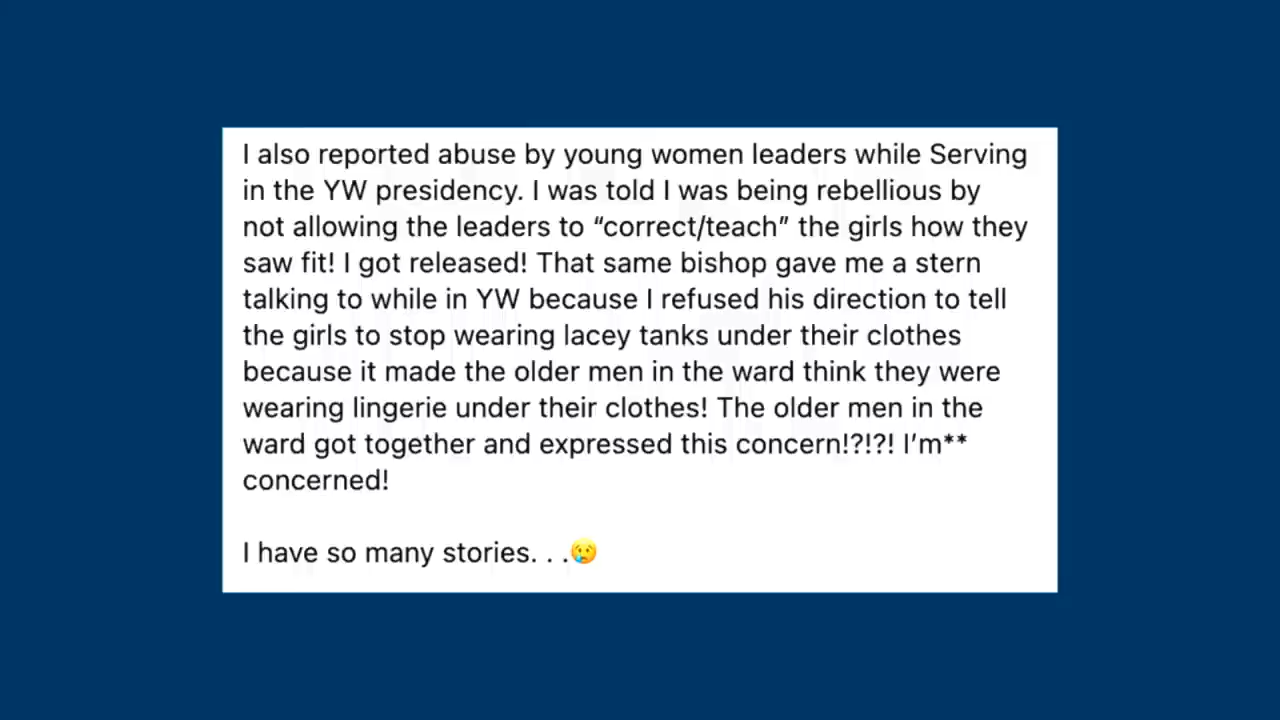 I also reported abuse by young women leaders while Serving
in the YW presidency. I was told I was being rebellious by
not allowing the leaders to “correct/teach” the girls how they
saw fit! I got released! That same bishop gave me a stern
talking to while in YW because I refused his direction to tell
the girls to stop wearing lacey tanks under their clothes
because it made the older men in the ward think they were
wearing lingerie under their clothes! The older men in the
ward got together and expressed this concern!?!?! I’m**
concerned!
I have so many stories. . .😢